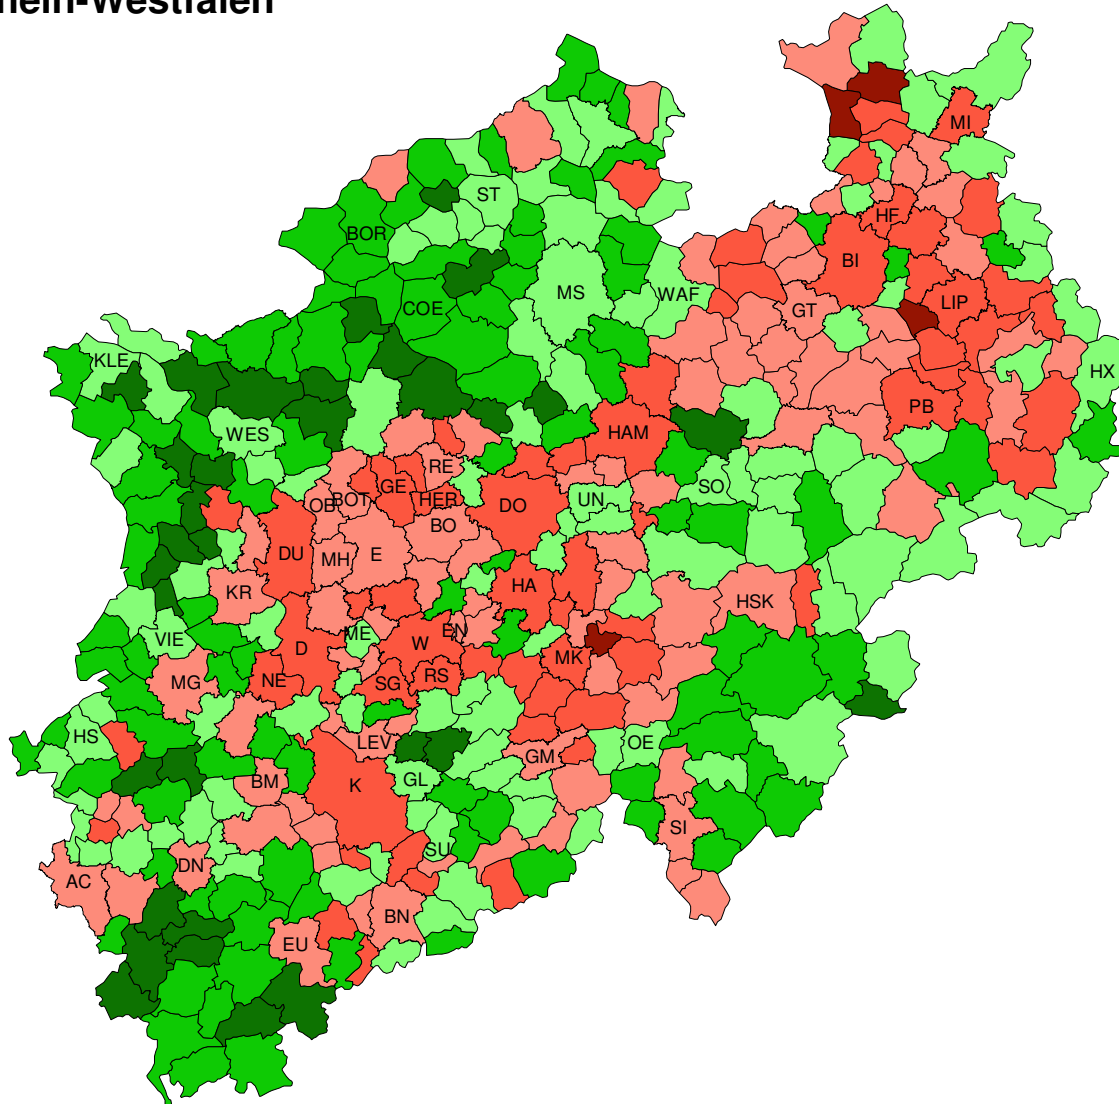 hein-Westfalen
MI
ST
HF
BOR
BI
MS
WAF
COE
LIP
GT
KLE
HX
PB
WES
HAM
RE
GE
SO
BOT
HER
UN
OB
DO
BO
DU
MH
E
HA
KR
HSK
EN
ME
VIE
W
D
MK
RS
NE
SG
MG
HS
LEV
OE
GM
BM
GL
K
SI
SU
DN
AC
BN
EU